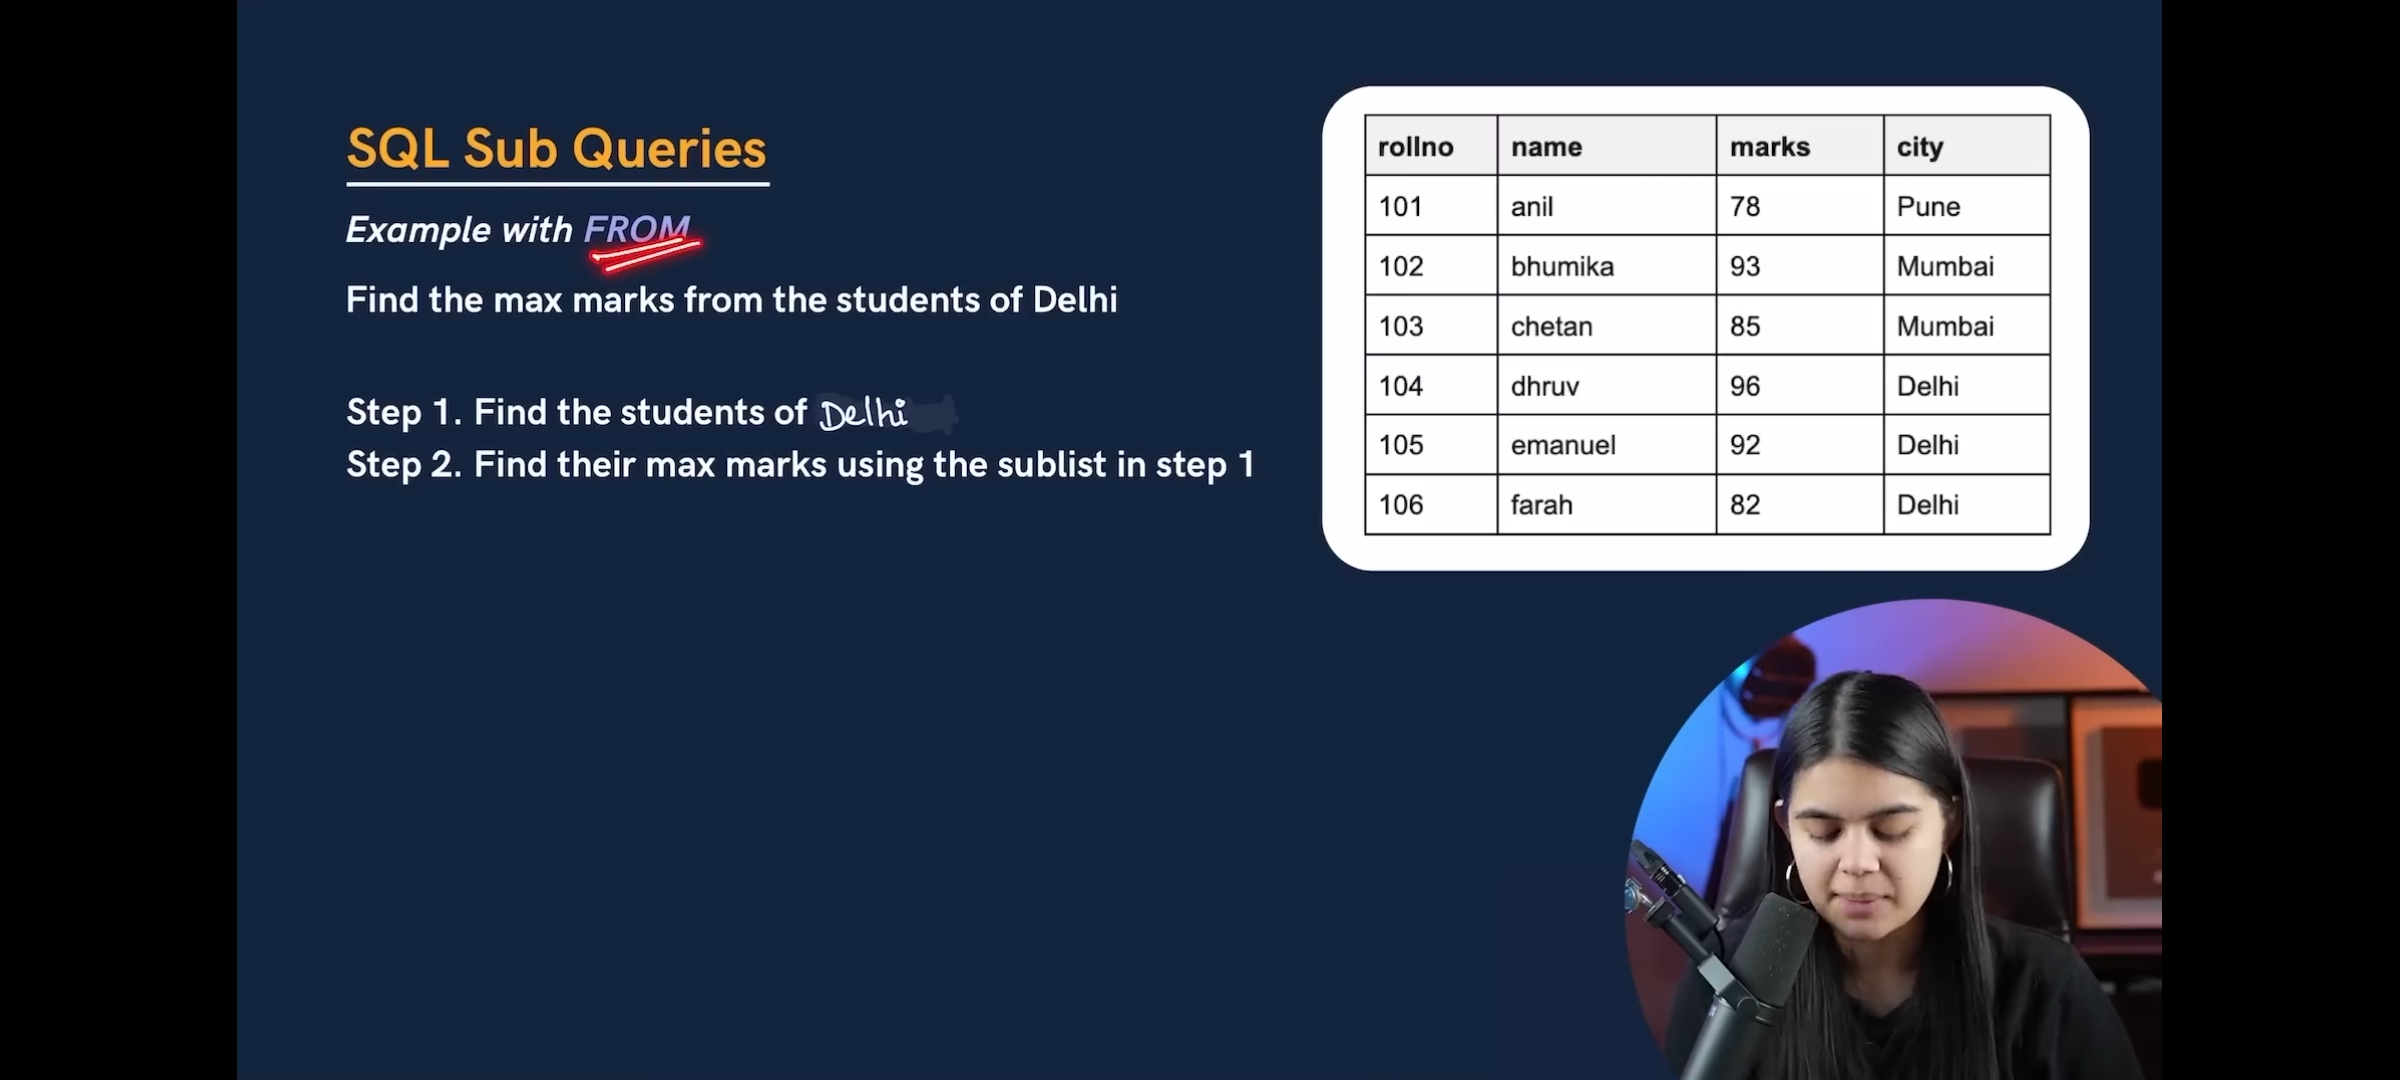 SQL Sub Queries
Example with FROM
Find the max marks from the students of Delhi
Step 1. Find the students of Delhi
Step 2. Find their max marks using the sublist in step 1
rollno name marks city
101 anil 78 Pune
102 bhumika 93 Mumbai
103 chetan 85 Mumbai
104 dhruv 96 Delhi
105 emanuel 92 Delhi
106 farah 82 Delhi